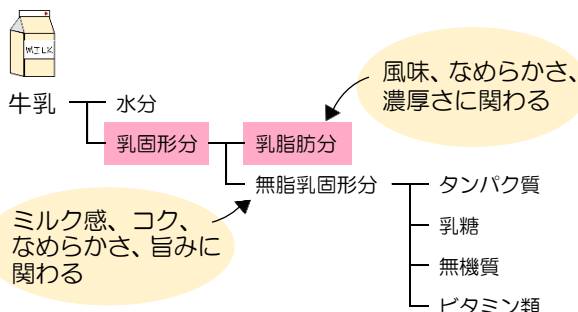 MILK
風味、なめらかさ、
濃厚さに関わる
牛乳
水分
乳固形分
乳脂肪分
無脂乳固形分
タンパク質
乳糖
無機質
ビタミン類
ミルク感、コク、
なめらかさ、旨みに
関わる